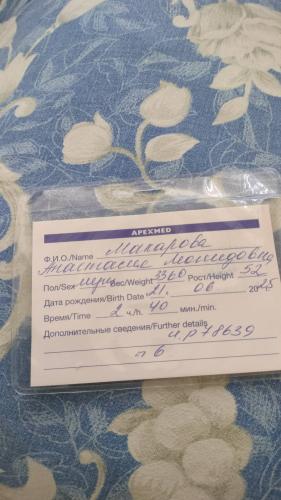 APEXMED
Ф.И.О./Name Макарова
Анастасия Леонидовна
Пол/Sex Вес/Weight 3360 Рост/Height 52
Дата рождения/Birth Date 21. 06 2025
Время/Time 2 ч./h. 40 мин./min.
Дополнительные сведения/Further details
и.р 78639
п 6